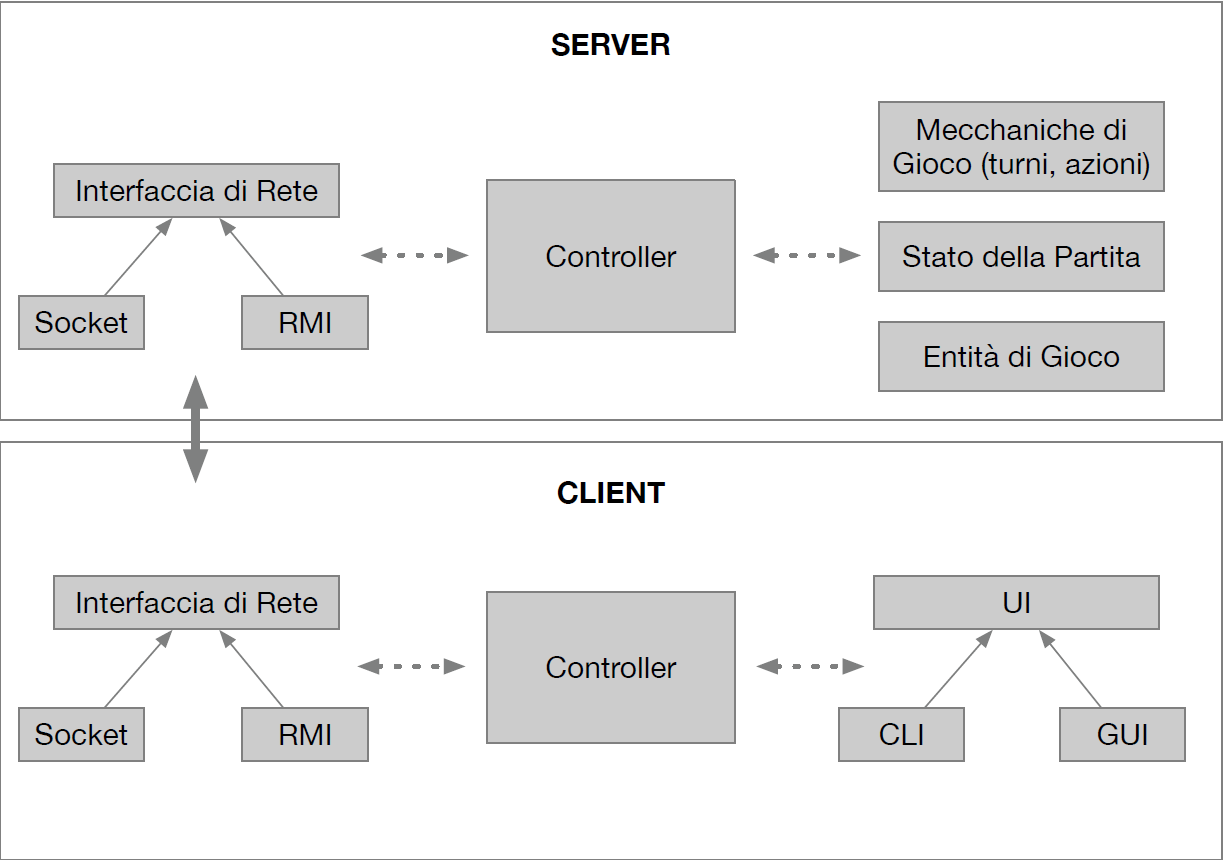 SERVER
Mecchaniche di
Gioco (turni, azioni)
Interfaccia di Rete
Controller
Stato della Partita
Socket
RMI
Entità di Gioco
CLIENT
Interfaccia di Rete
UI
Controller
Socket
RMI
CLI
GUI